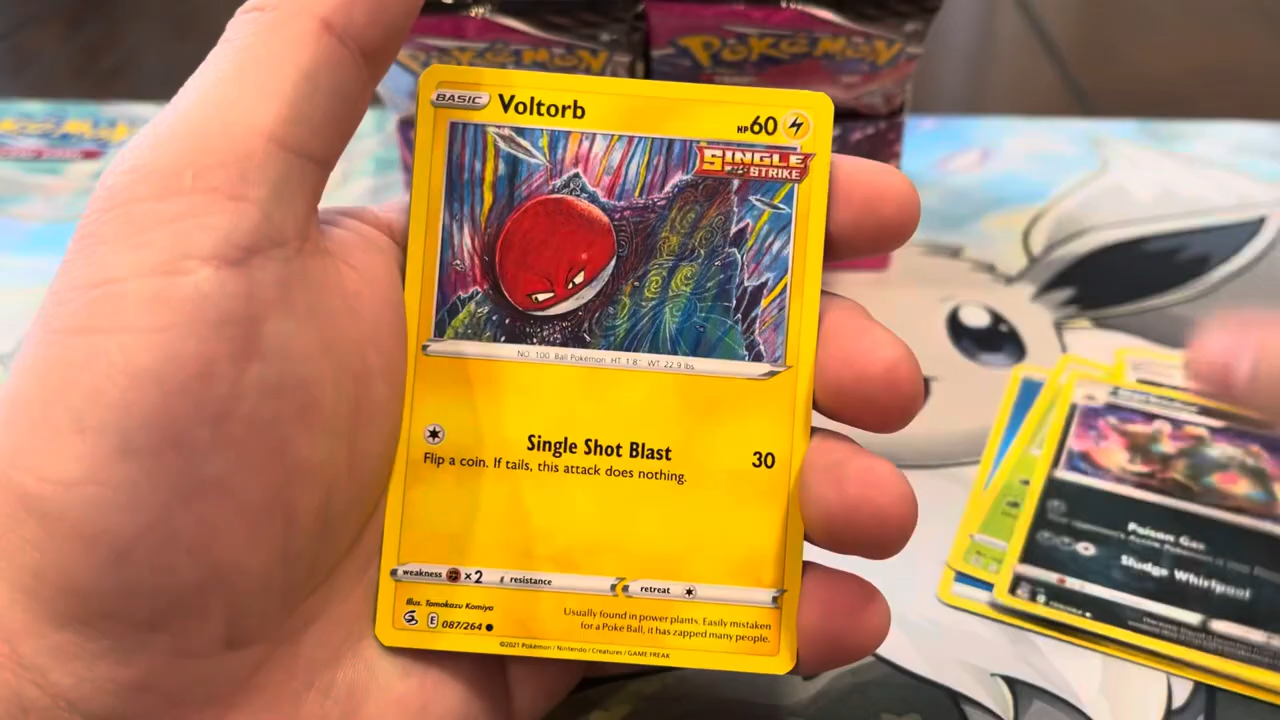 POKÉMON
POKÉMON
BASIC
Voltorb
HP60
SINGLE
STRIKE
NO. 100 Ball Pokémon HT. 1'8" WT. 22.9 lbs.
Single Shot Blast 30
Flip a coin. If tails, this attack does nothing.
weakness ×2 resistance retreat
Illus. Tomokazu Komiya
E 087/264 ●
Usually found in power plants. Easily mistaken
for a Poké Ball, it has zapped many people.
©2021 Pokémon / Nintendo / Creatures / GAME FREAK
Poison Gas
Sludge Whirlpool